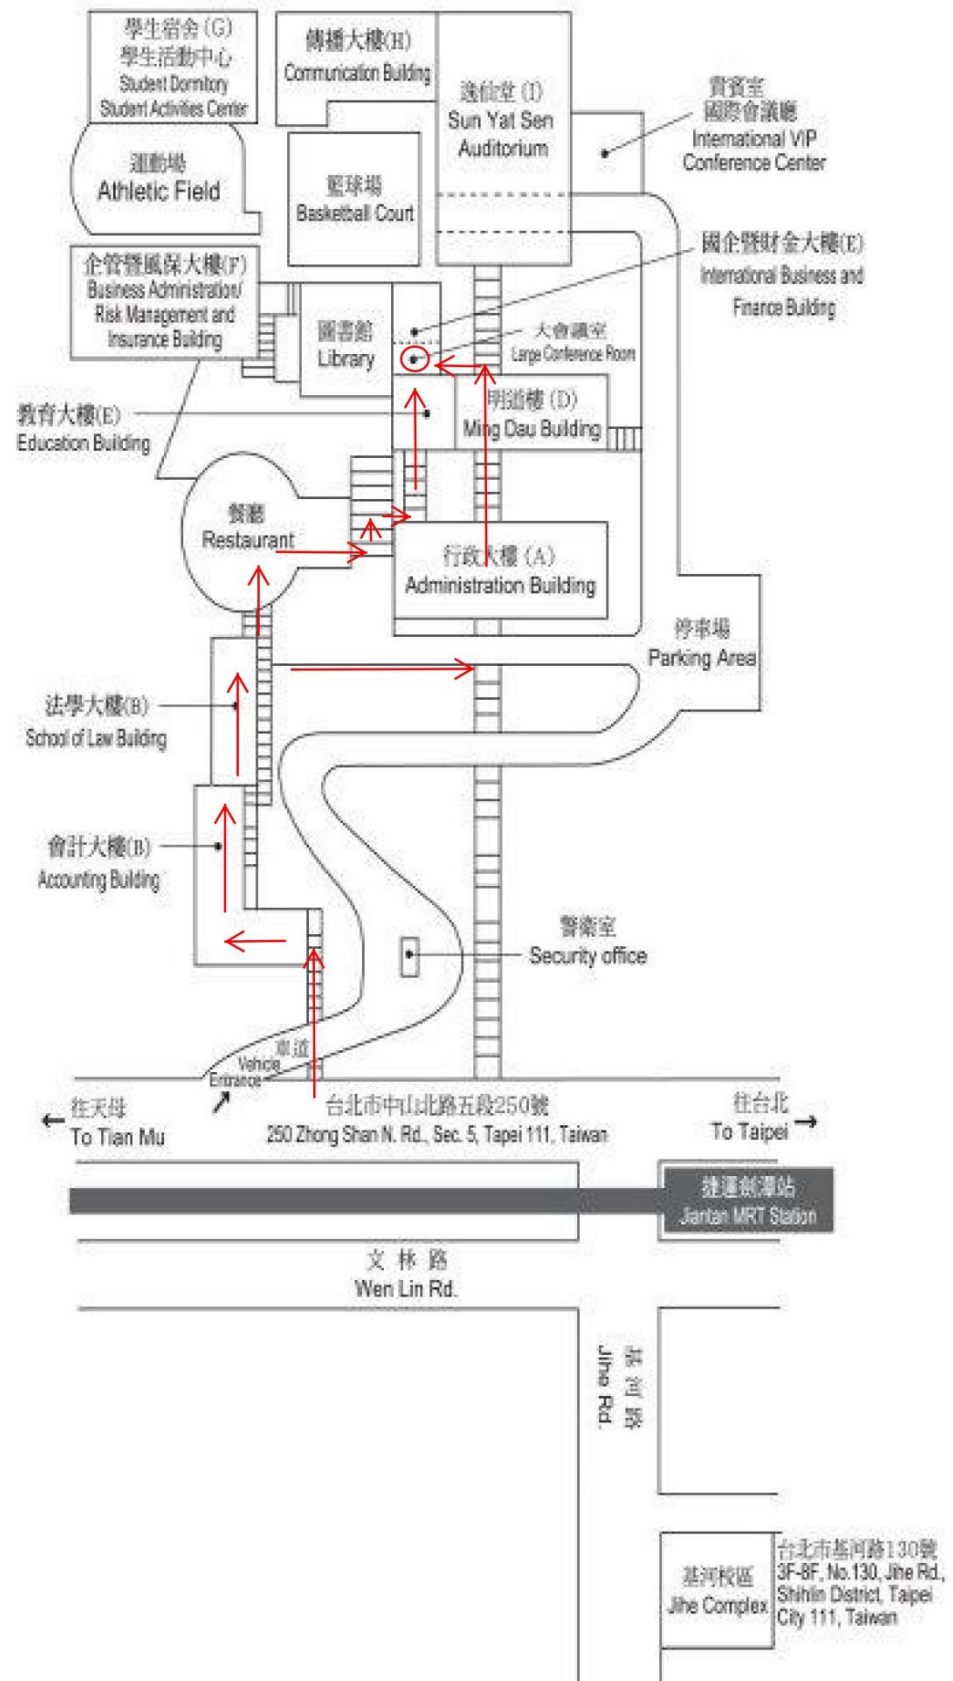 學生宿舍(G)
學生活動中心
Student Dormitory
Student Activities Center
傳播大樓(H)
Communication Building
逸仙堂(I)
Sun Yat Sen
Auditorium
貴賓室
國際會議廳
International VIP
Conference Center
運動場
Athletic Field
籃球場
Basketball Court
國企暨財金大樓(E)
International Business and
Finance Building
企管暨風保大樓(F)
Business Administration/
Risk Management and
Insurance Building
圖書館
Library
大會議室
Large Conference Room
教育大樓(E)
Education Building
明道樓(D)
Ming Dau Building
餐廳
Restaurant
行政大樓(A)
Administration Building
停車場
Parking Area
法學大樓(B)
School of Law Building
會計大樓(B)
Accounting Building
警衛室
Security office
車道
Vehicle
Entrance
往天母
To Tian Mu
台北市中山北路五段250號
250 Zhong Shan N. Rd., Sec. 5, Tapei 111, Taiwan
往台北
To Taipei
捷運劍潭站
Jiantan MRT Station
文林路
Wen Lin Rd.
基河路
Jihe Rd.
基河校區
Jihe Complex
台北市基河路130號
3F-8F, No.130, Jihe Rd.,
Shihlin District, Taipei
City 111, Taiwan